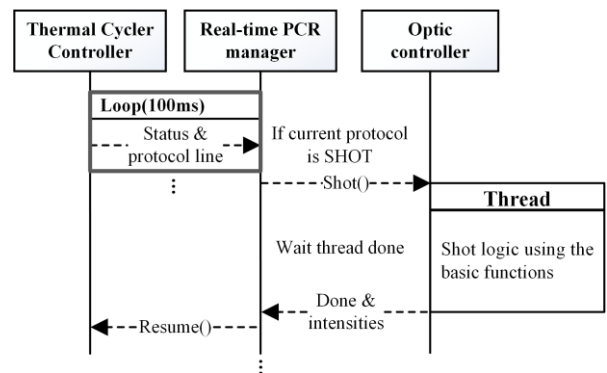 Thermal Cycler
Controller
Real-time PCR
manager
Optic
controller
Loop(100ms)
Status &
protocol line
If current protocol
is SHOT
Shot()
Thread
Wait thread done
Shot logic using the
basic functions
Done &
intensities
Resume()